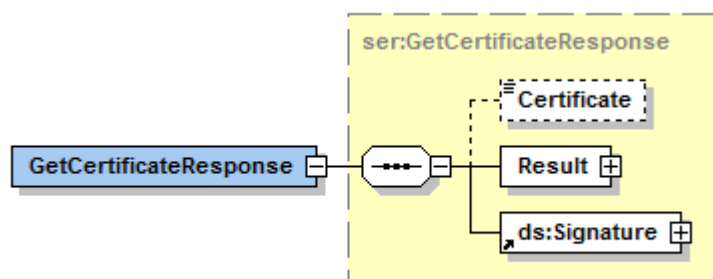 ser:GetCertificateResponse
Certificate
GetCertificateResponse
Result
ds:Signature